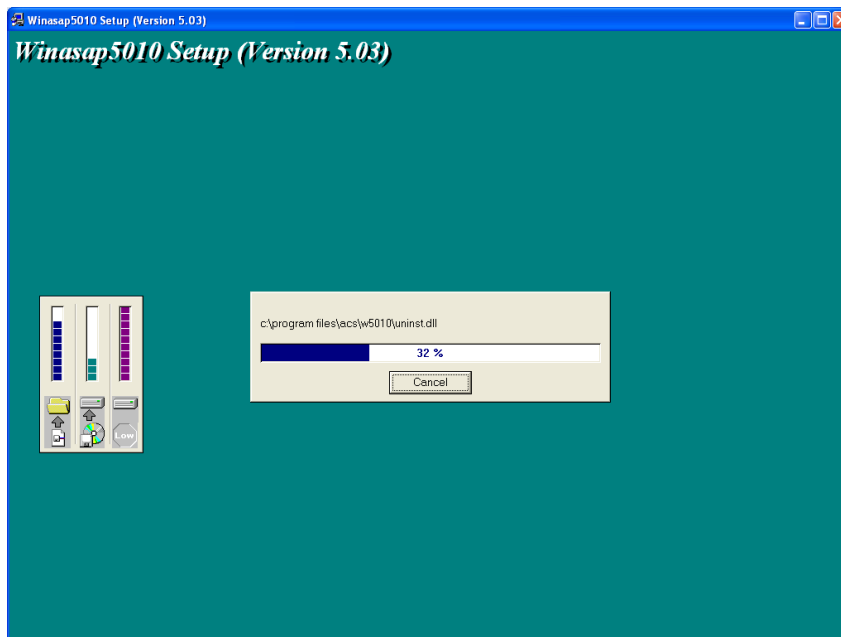 Winasap5010 Setup (Version 5.03)
Winasap5010 Setup (Version 5.03)
c:\program files\acs\w5010\uninst.dll
32 %
Cancel
Low